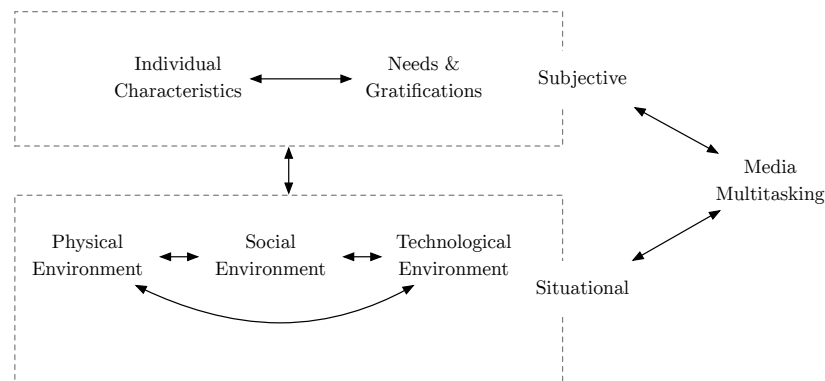 Individual
Characteristics
Needs &
Gratifications
Subjective
Media
Multitasking
Physical
Environment
Social
Environment
Technological
Environment
Situational